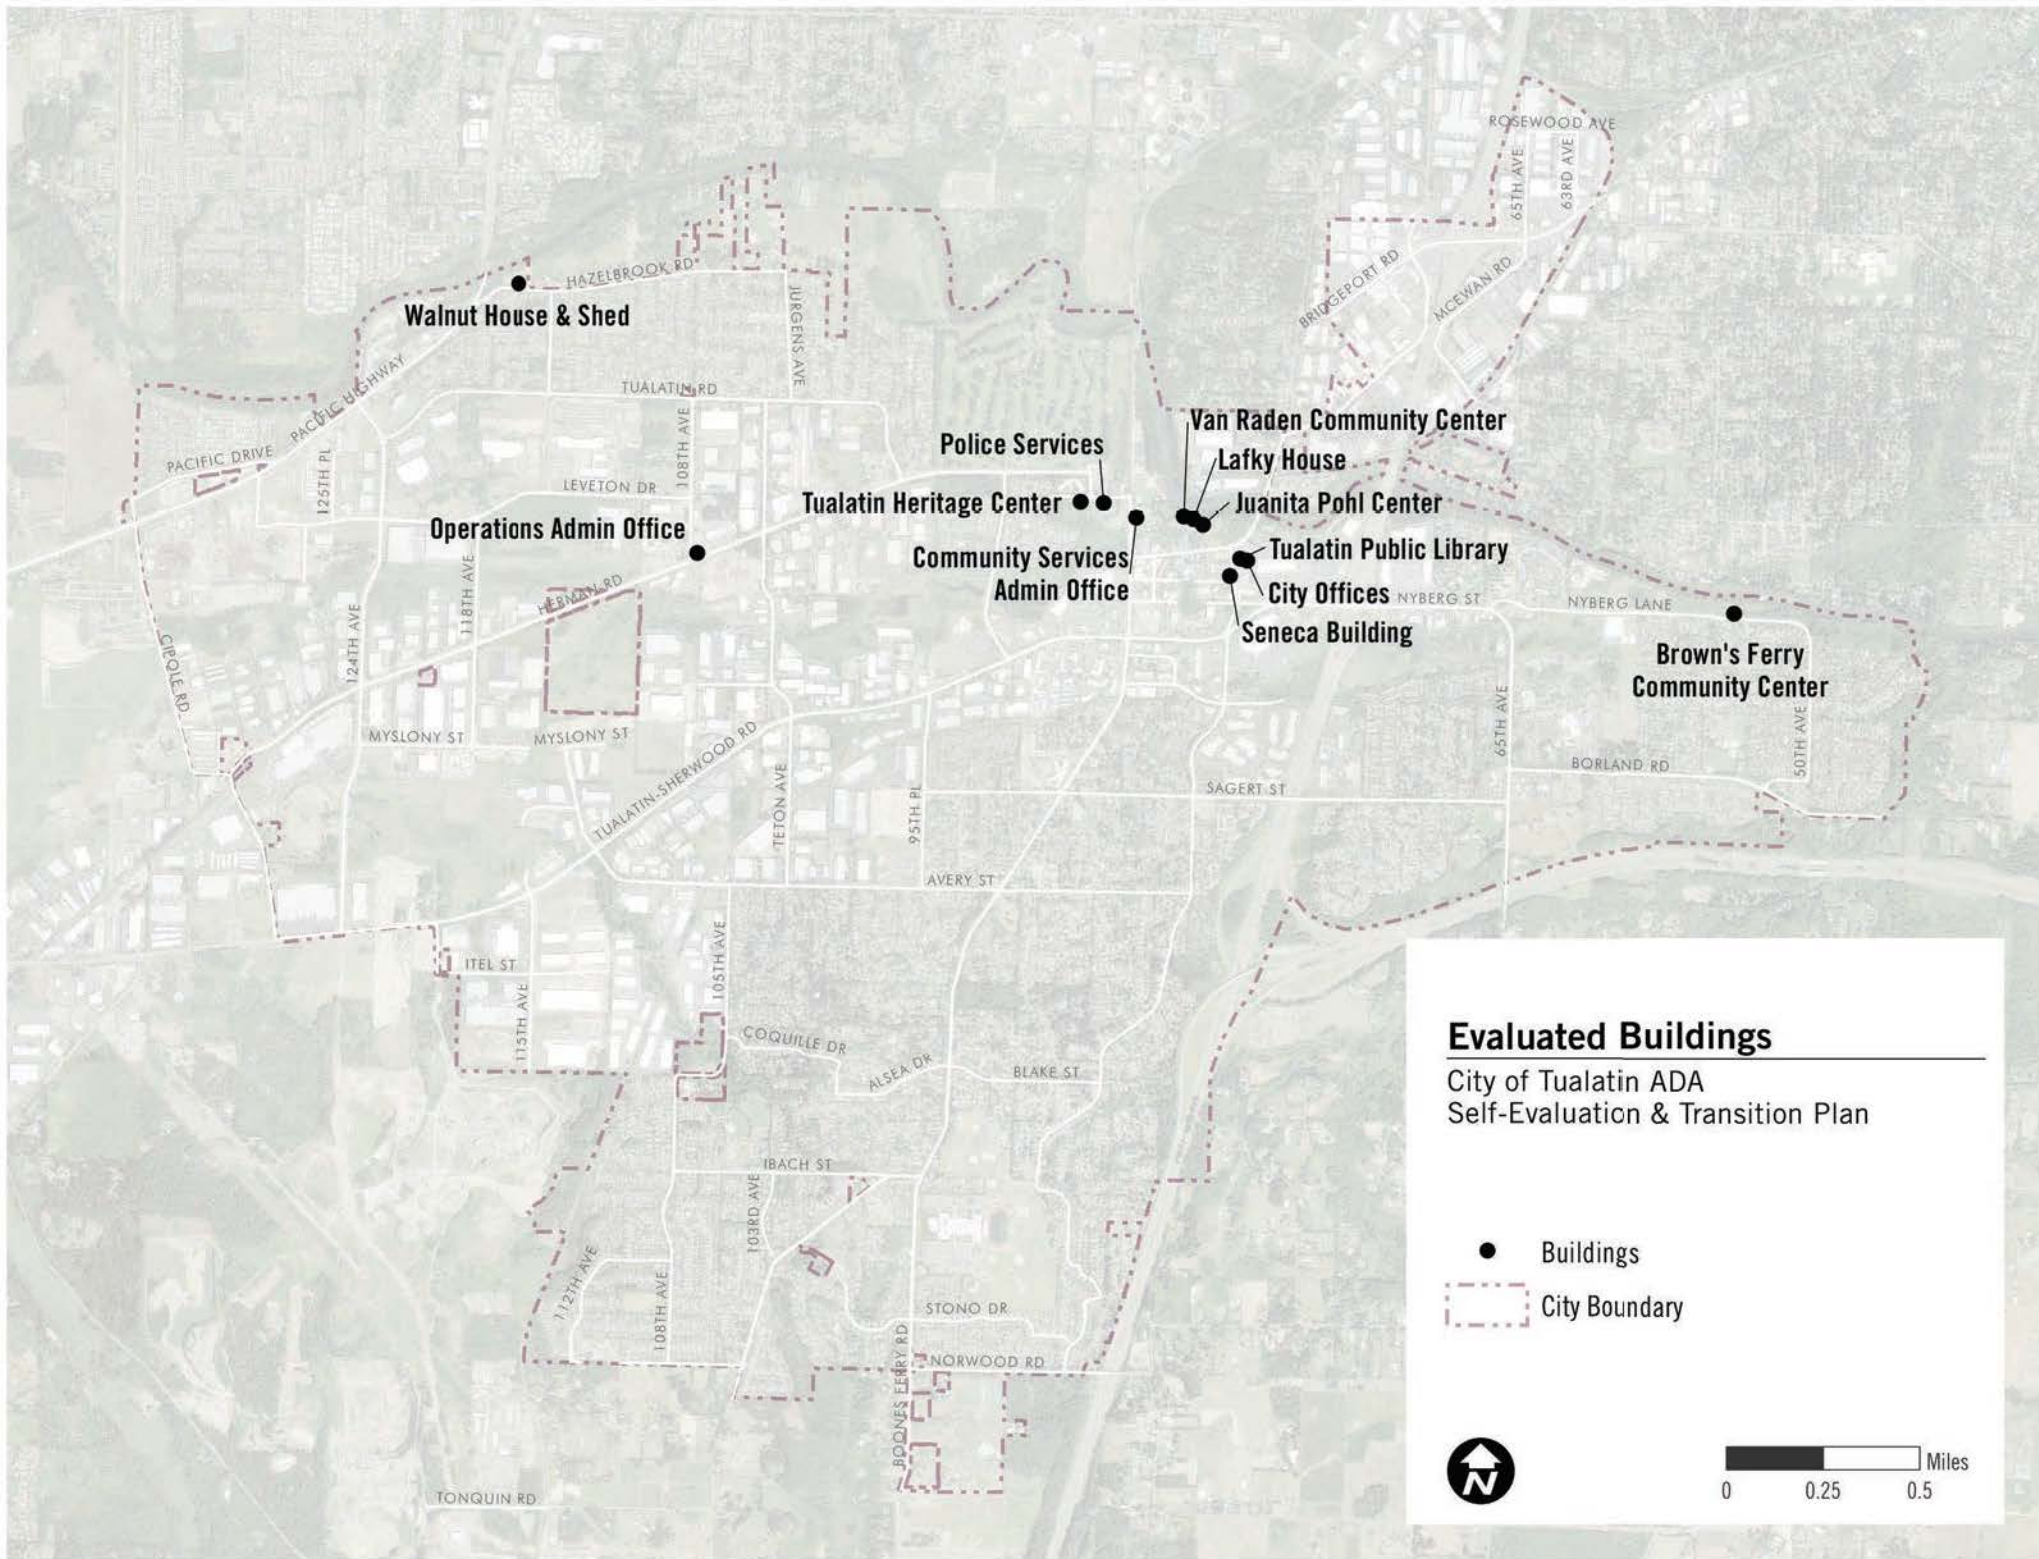 ROSEWOOD AVE
65TH AVE
63RD AVE
BRIDGEPORT RD
MCEWAN RD
HAZELBROOK RD
Walnut House & Shed
JURGENS AVE
PACIFIC HIGHWAY
TUALATIN RD
108TH AVE
PACIFIC DRIVE
125TH PL
LEVETON DR
Van Raden Community Center
Police Services
Lafky House
Tualatin Heritage Center
Juanita Pohl Center
Operations Admin Office
Community Services
Admin Office
Tualatin Public Library
City Offices
Seneca Building
NYBERG ST
NYBERG LANE
Brown's Ferry
Community Center
HERMAN RD
118TH AVE
124TH AVE
CIPOLE RD
MYSLONY ST
MYSLONY ST
TUALATIN-SHERWOOD RD
TETON AVE
95TH PL
SAGERT ST
65TH AVE
BORLAND RD
50TH AVE
AVERY ST
105TH AVE
ITEL ST
115TH AVE
COQUILLE DR
ALSEA DR
BLAKE ST
IBACH ST
103RD AVE
112TH AVE
108TH AVE
STONO DR
NORWOOD RD
BOONES FERRY RD
TONQUIN RD
Evaluated Buildings
City of Tualatin ADA
Self-Evaluation & Transition Plan
Buildings
City Boundary
N
Miles
0 0.25 0.5